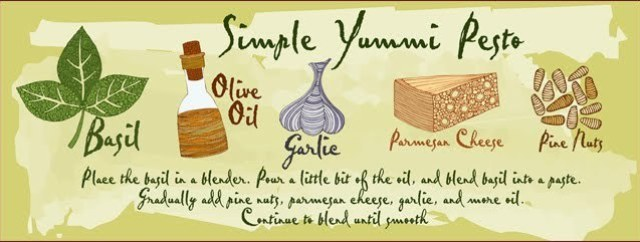 Simple Yummi Pesto
Basil
Olive
Oil
Garlic
Parmesan Cheese
Pine Nuts
Place the basil in a blender. Pour a little bit of the oil, and blend basil into a paste.
Gradually add pine nuts, parmesan cheese, garlic, and more oil.
Continue to blend until smooth